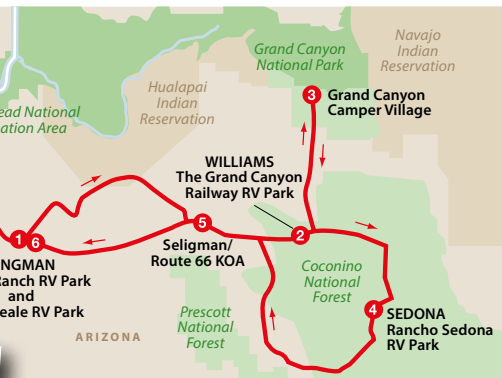 Navajo
Indian
Reservation
Grand Canyon
National Park
Hualapai
Indian
Reservation
3 Grand Canyon
Camper Village
ead National
ation Area
WILLIAMS
The Grand Canyon
Railway RV Park
5
2
1 6
Seligman/
Route 66 KOA
NGMAN
Ranch RV Park
and
eale RV Park
Coconino
National
Forest
Prescott
National
Forest
4 SEDONA
Rancho Sedona
RV Park
ARIZONA